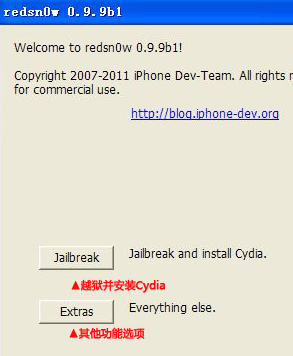 redsn0w 0.9.9b1
Welcome to redsn0w 0.9.9b1!
Copyright 2007-2011 iPhone Dev-Team. All rights
for commercial use.
http://blog.iphone-dev.org
Jailbreak Jailbreak and install Cydia.
▲越狱并安装Cydia
Extras Everything else.
▲其他功能选项